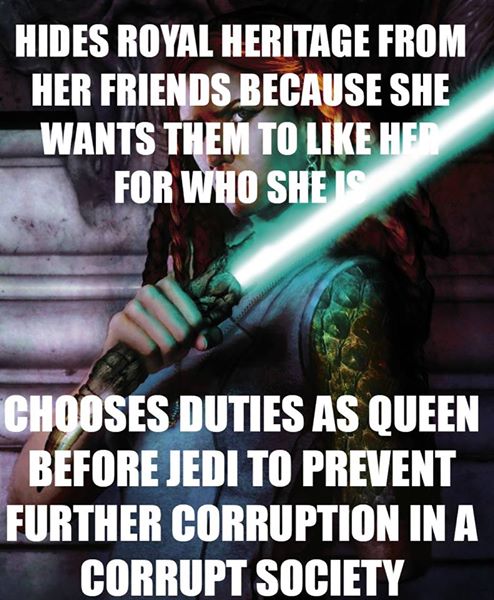 HIDES ROYAL HERITAGE FROM
HER FRIENDS BECAUSE SHE
WANTS THEM TO LIKE HER
FOR WHO SHE IS
CHOOSES DUTIES AS QUEEN
BEFORE JEDI TO PREVENT
FURTHER CORRUPTION IN A
CORRUPT SOCIETY